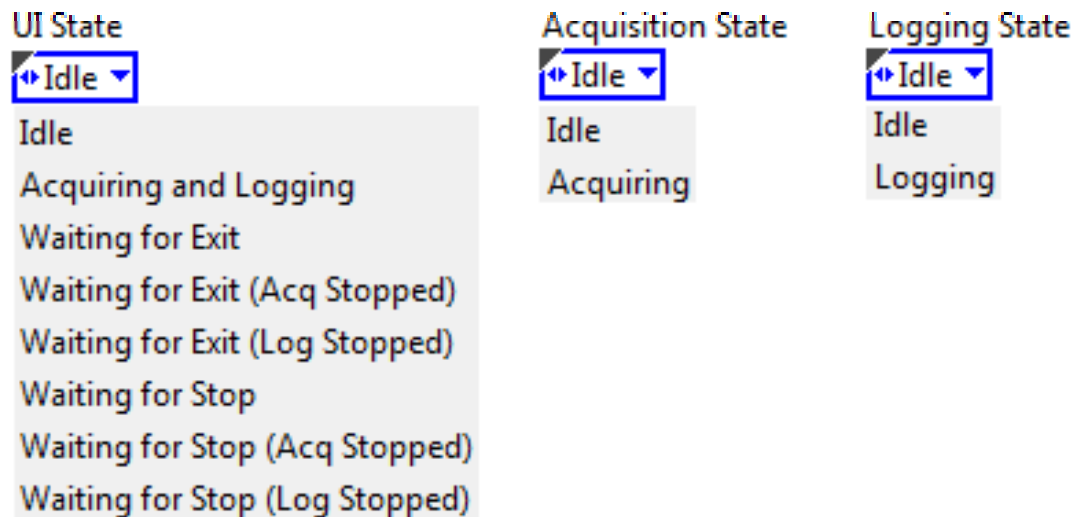 UI State
Idle
Idle
Acquiring and Logging
Waiting for Exit
Waiting for Exit (Acq Stopped)
Waiting for Exit (Log Stopped)
Waiting for Stop
Waiting for Stop (Acq Stopped)
Waiting for Stop (Log Stopped)
Acquisition State
Idle
Idle
Acquiring
Logging State
Idle
Idle
Logging